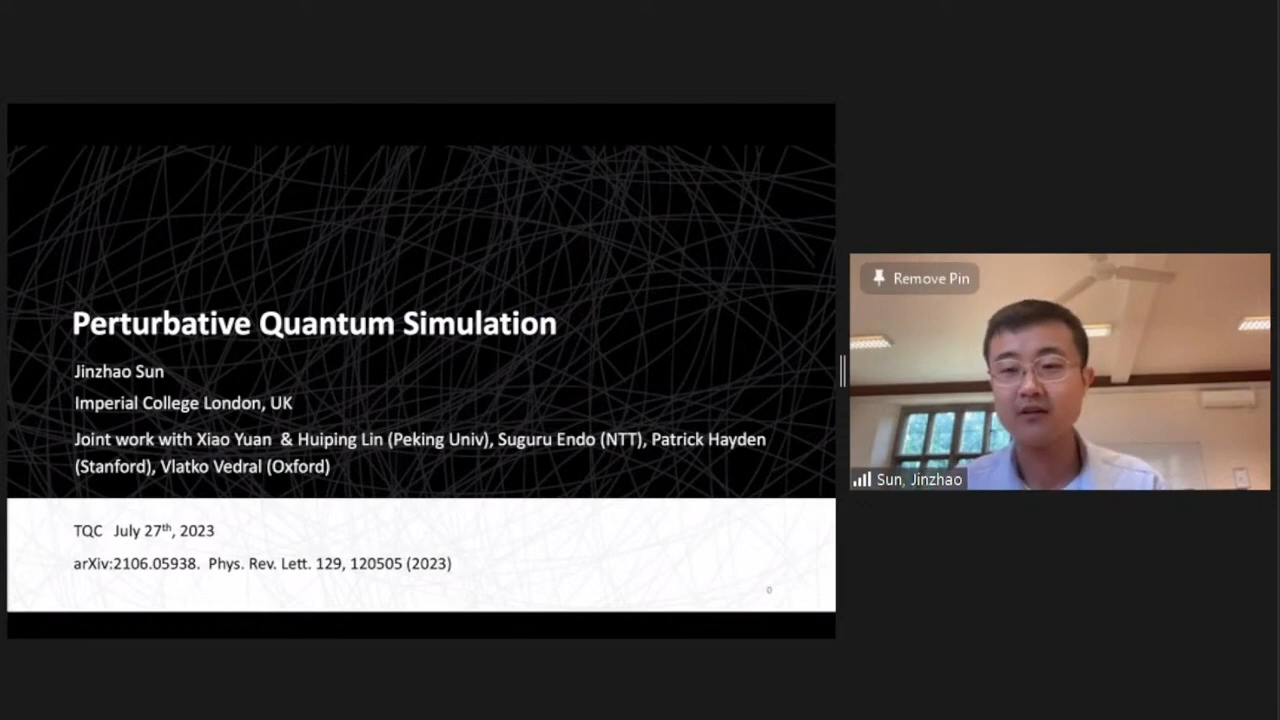 Perturbative Quantum Simulation
Jinzhao Sun
Imperial College London, UK
Joint work with Xiao Yuan & Huiping Lin (Peking Univ), Suguru Endo (NTT), Patrick Hayden
(Stanford), Vlatko Vedral (Oxford)
TQC July 27th, 2023
arXiv:2106.05938. Phys. Rev. Lett. 129, 120505 (2023)
0
Remove Pin
Sun, Jinzhao